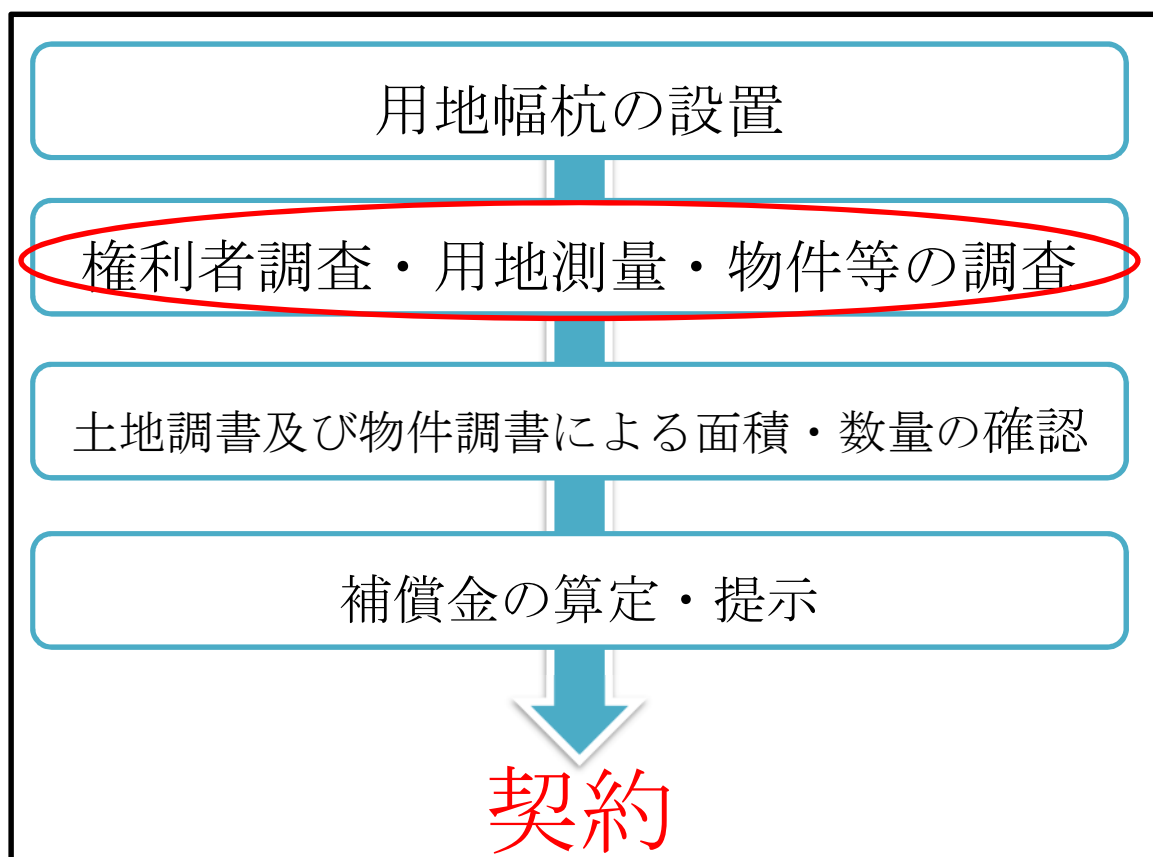 用地幅杭の設置
権利者調査・用地測量・物件等の調査
土地調書及び物件調書による面積・数量の確認
補償金の算定・提示
契約